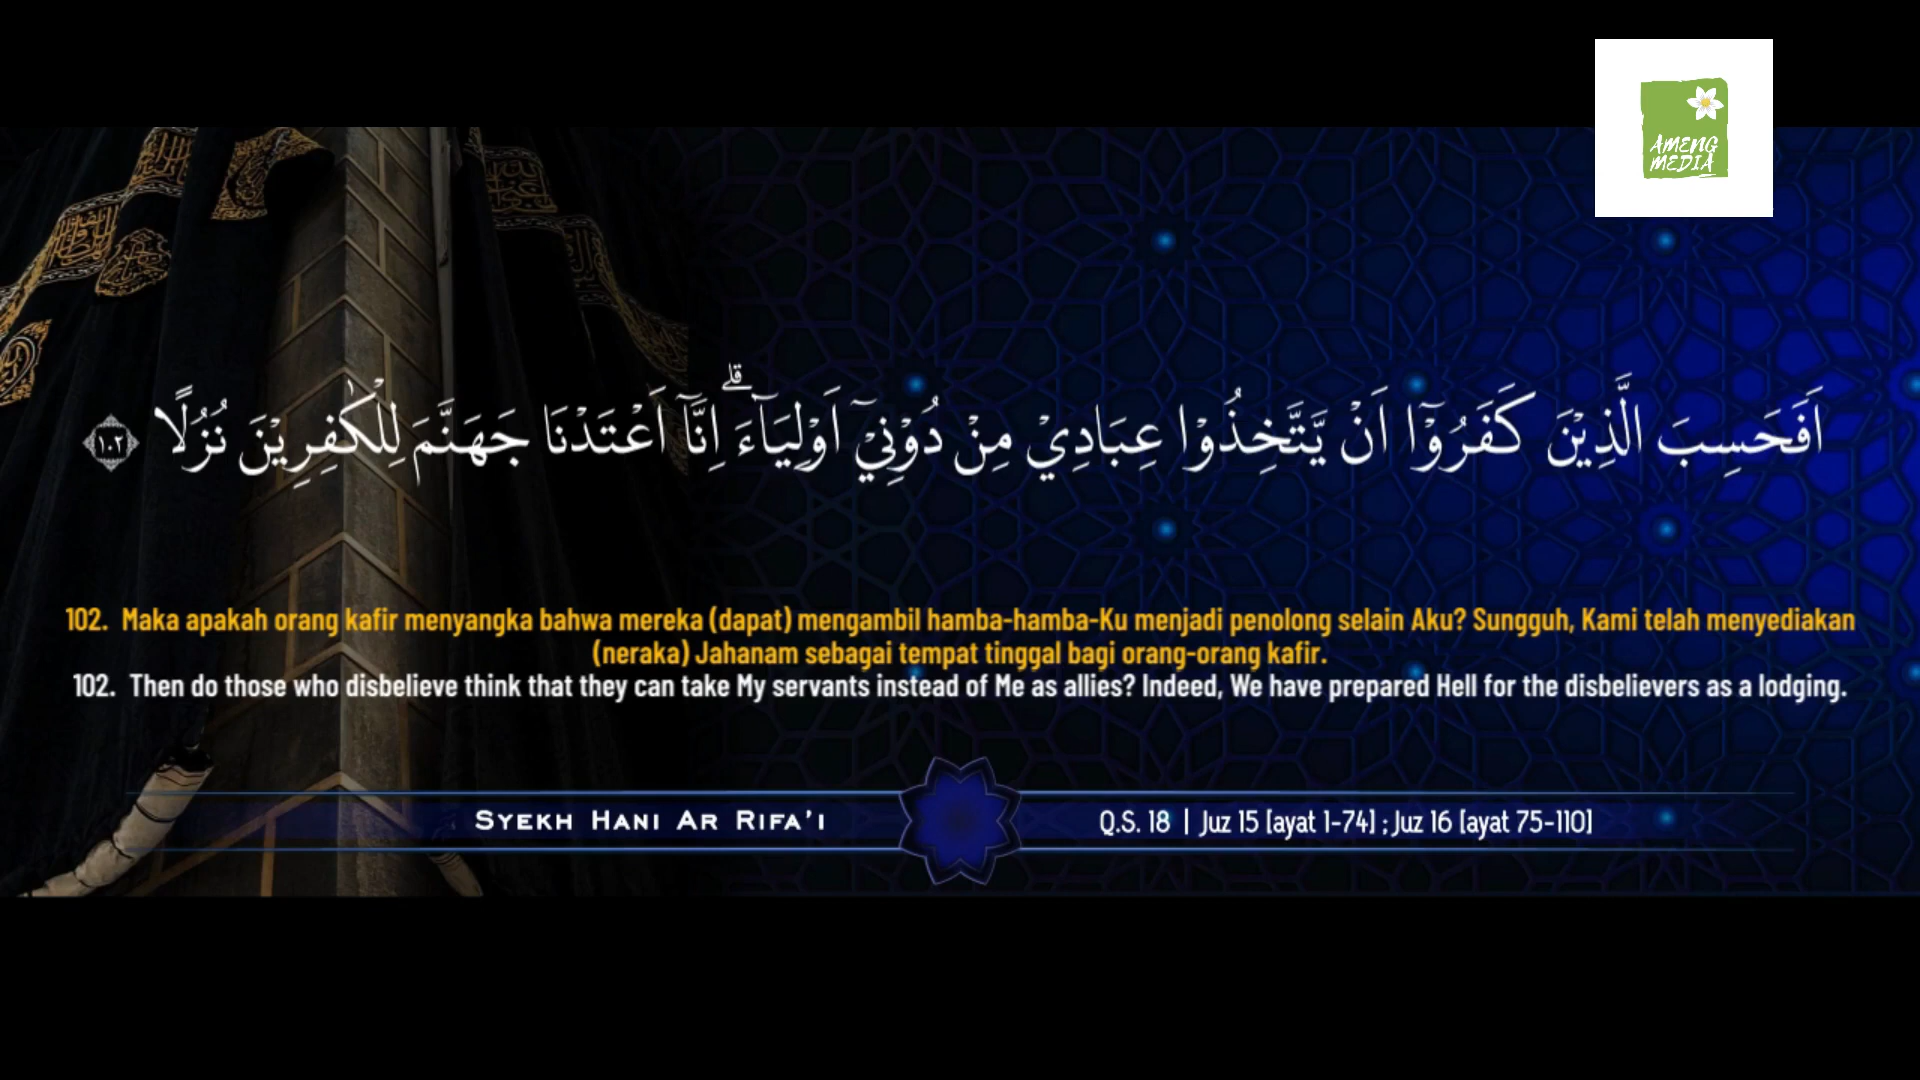 AMENG
MEDIA
اَفَحَسِبَ الَّذِيْنَ كَفَرُوْٓا اَنْ يَّتَّخِذُوْا عِبَادِيْ مِنْ دُوْنِيْٓ اَوْلِيَاۤءَ ۗ اِنَّآ اَعْتَدْنَا جَهَنَّمَ لِلْكٰفِرِيْنَ نُزُلًا ١٠٢
102. Maka apakah orang kafir menyangka bahwa mereka (dapat) mengambil hamba-hamba-Ku menjadi penolong selain Aku? Sungguh, Kami telah menyediakan
(neraka) Jahanam sebagai tempat tinggal bagi orang-orang kafir.
102. Then do those who disbelieve think that they can take My servants instead of Me as allies? Indeed, We have prepared Hell for the disbelievers as a lodging.
Syekh Hani Ar Rifa'i
Q.S. 18 | Juz 15 [ayat 1-74] ; Juz 16 [ayat 75-110]